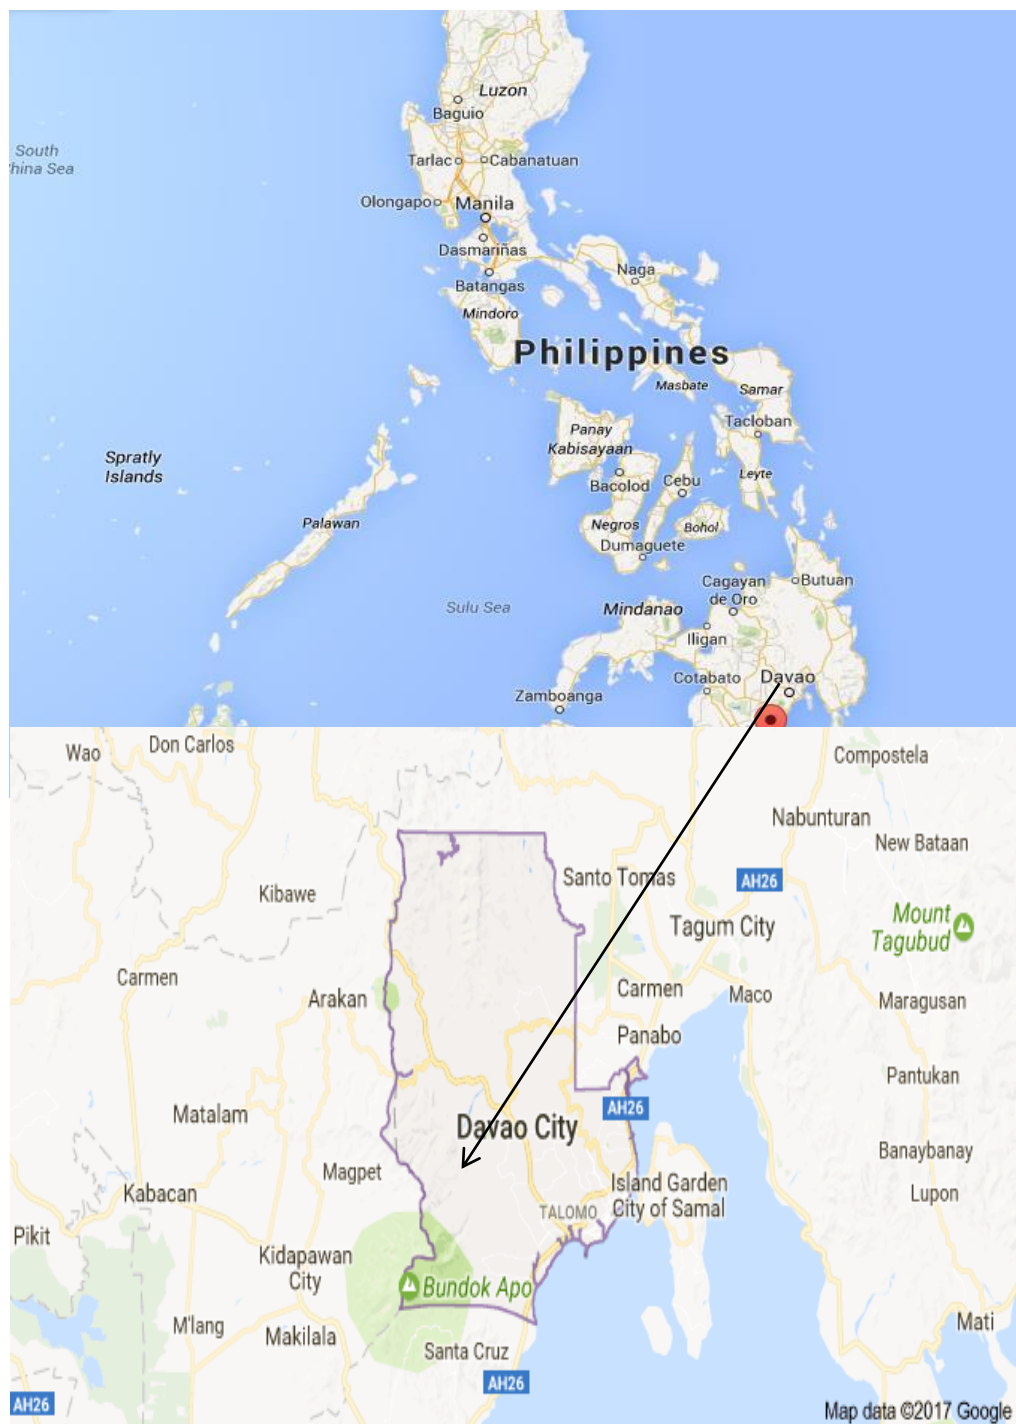 Luzon
Baguio
South
China Sea
Tarlac
Cabanatuan
Olongapo
Manila
Dasmariñas
Batangas
Naga
Mindoro
Philippines
Masbate
Samar
Tacloban
Panay
Kabisayaan
Spratly
Islands
Bacolod
Cebu
Leyte
Palawan
Negros
Bohol
Dumaguete
Cagayan
de Oro
Butuan
Sulu Sea
Mindanao
Iligan
Cotabato
Davao
Zamboanga
Wao
Don Carlos
Compostela
Nabunturan
New Bataan
Santo Tomas
AH26
Kibawe
Mount
Tagubud
Tagum City
Carmen
Arakan
Carmen
Maco
Maragusan
Panabo
Pantukan
AH26
Matalam
Davao City
Banaybanay
Magpet
Kabacan
Island Garden
City of Samal
Lupon
TALOMO
Pikit
Kidapawan
City
Bundok Apo
M'lang
Makilala
Mati
Santa Cruz
AH26
AH26
Map data ©2017 Google